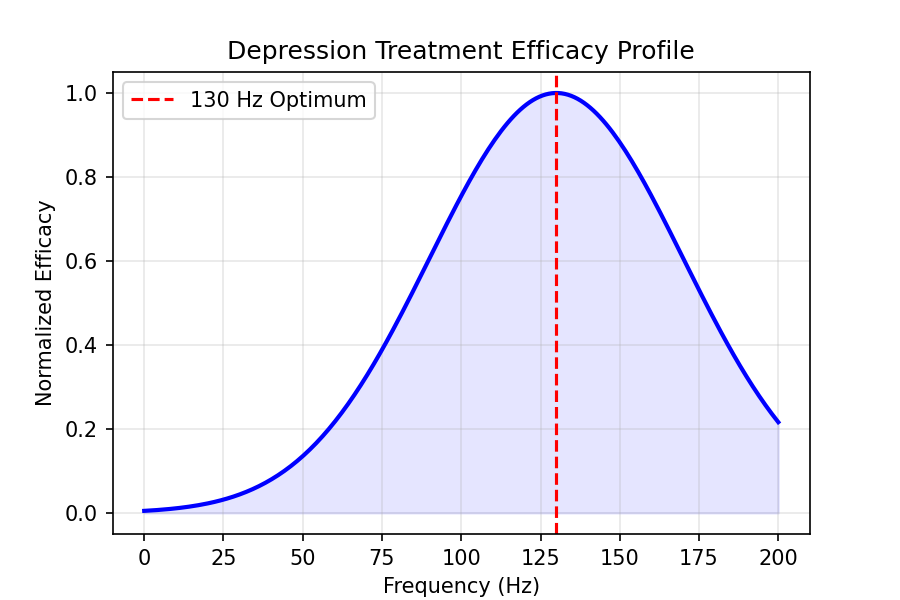 Depression Treatment Efficacy Profile
130 Hz Optimum
Normalized Efficacy
1.0
0.8
0.6
0.4
0.2
0.0
0 25 50 75 100 125 150 175 200
Frequency (Hz)